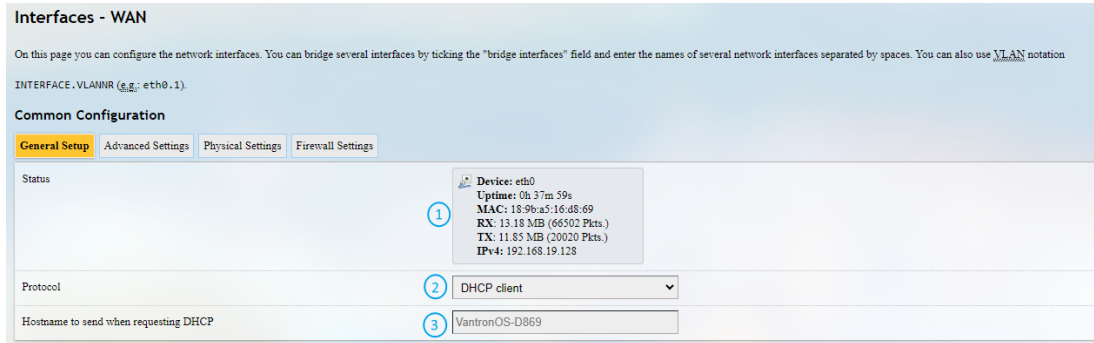 Interfaces - WAN
On this page you can configure the network interfaces. You can bridge several interfaces by ticking the "bridge interfaces" field and enter the names of several network interfaces separated by spaces. You can also use VLAN notation
INTERFACE.VLANNR (e.g.: eth0.1).
Common Configuration
General Setup Advanced Settings Physical Settings Firewall Settings
Status
Device: eth0
Uptime: 0h 37m 59s
1 MAC: 18:9b:a5:16:d8:69
RX: 13.18 MB (66502 Pkts.)
TX: 11.85 MB (20020 Pkts.)
IPv4: 192.168.19.128
Protocol 2 DHCP client
Hostname to send when requesting DHCP 3 VantronOS-D869